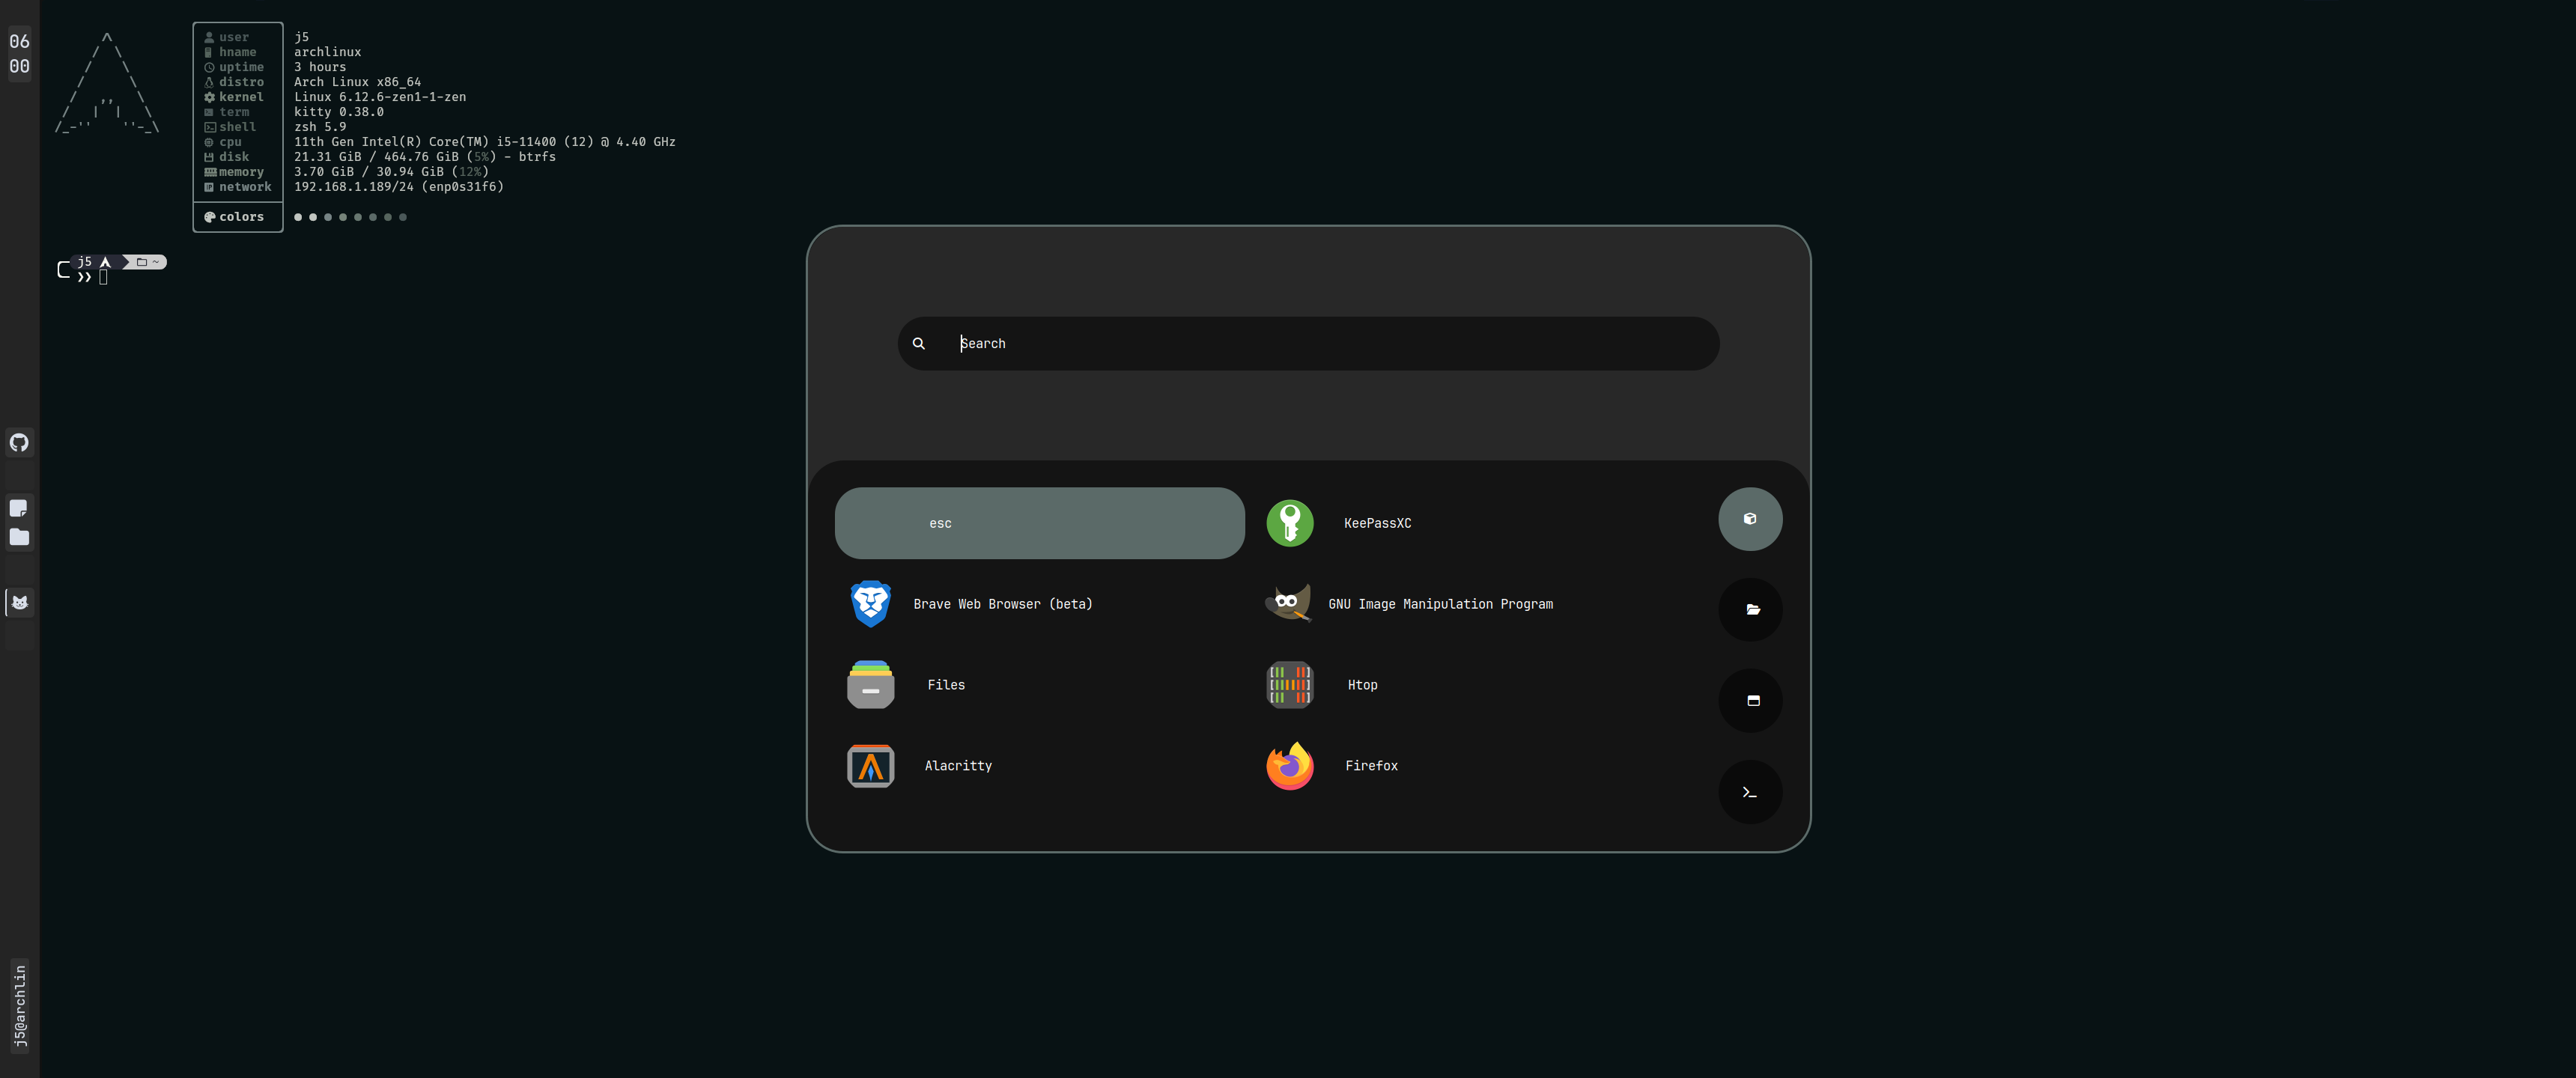 06
00
user j5
hname archlinux
uptime 3 hours
distro Arch Linux x86_64
kernel Linux 6.12.6-zen1-1-zen
term kitty 0.38.0
shell zsh 5.9
cpu 11th Gen Intel(R) Core(TM) i5-11400 (12) @ 4.40 GHz
disk 21.31 GiB / 464.76 GiB (5%) - btrfs
memory 3.70 GiB / 30.94 GiB (12%)
network 192.168.1.189/24 (enp0s31f6)
colors
j5 ~
❯❯
Search
esc
KeePassXC
Brave Web Browser (beta)
GNU Image Manipulation Program
Files
Htop
Alacritty
Firefox
j5@archlin